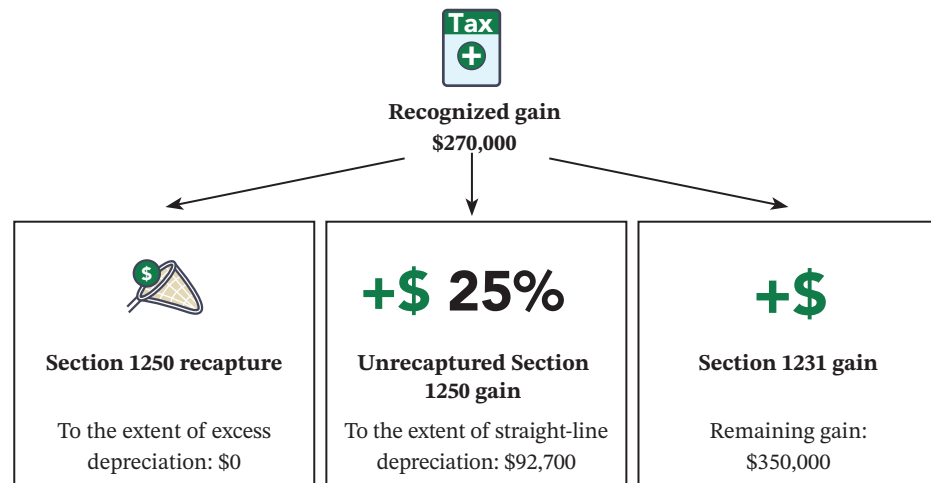 Tax
Recognized gain
$270,000
$
Section 1250 recapture
To the extent of excess
depreciation: $0
+$ 25%
Unrecaptured Section
1250 gain
To the extent of straight-line
depreciation: $92,700
+$
Section 1231 gain
Remaining gain:
$350,000